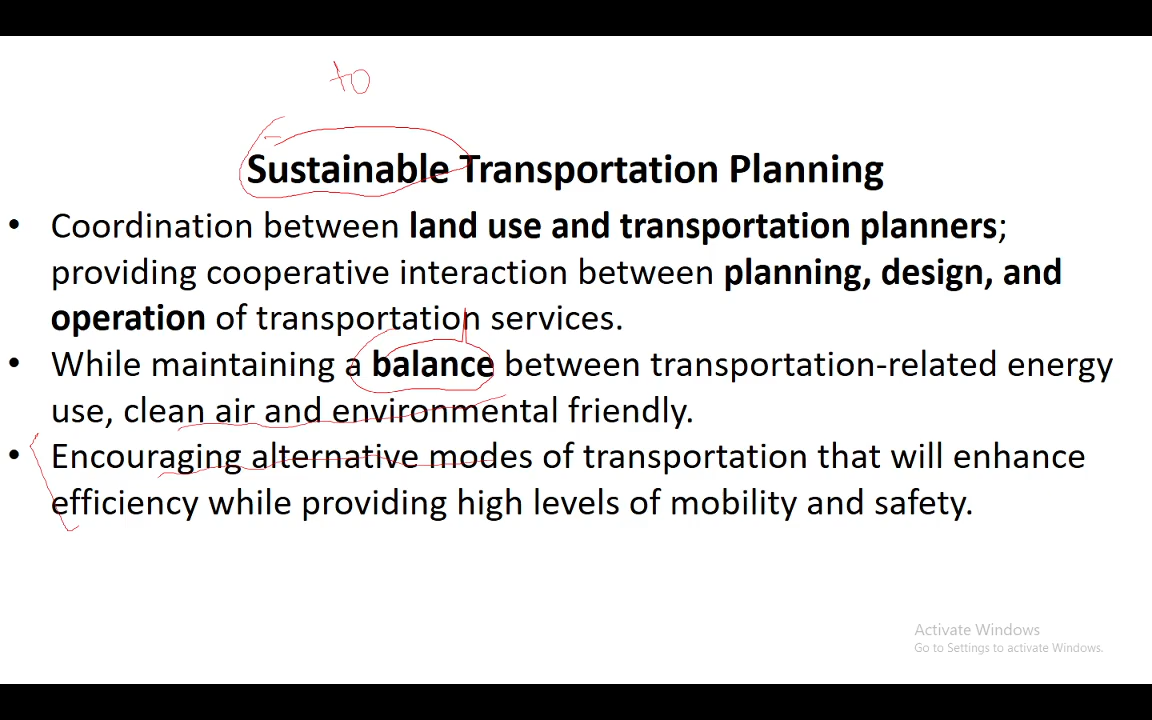 to
Sustainable Transportation Planning
• Coordination between land use and transportation planners;
providing cooperative interaction between planning, design, and
operation of transportation services.
• While maintaining a balance between transportation-related energy
use, clean air and environmental friendly.
• Encouraging alternative modes of transportation that will enhance
efficiency while providing high levels of mobility and safety.
Activate Windows
Go to Settings to activate Windows.